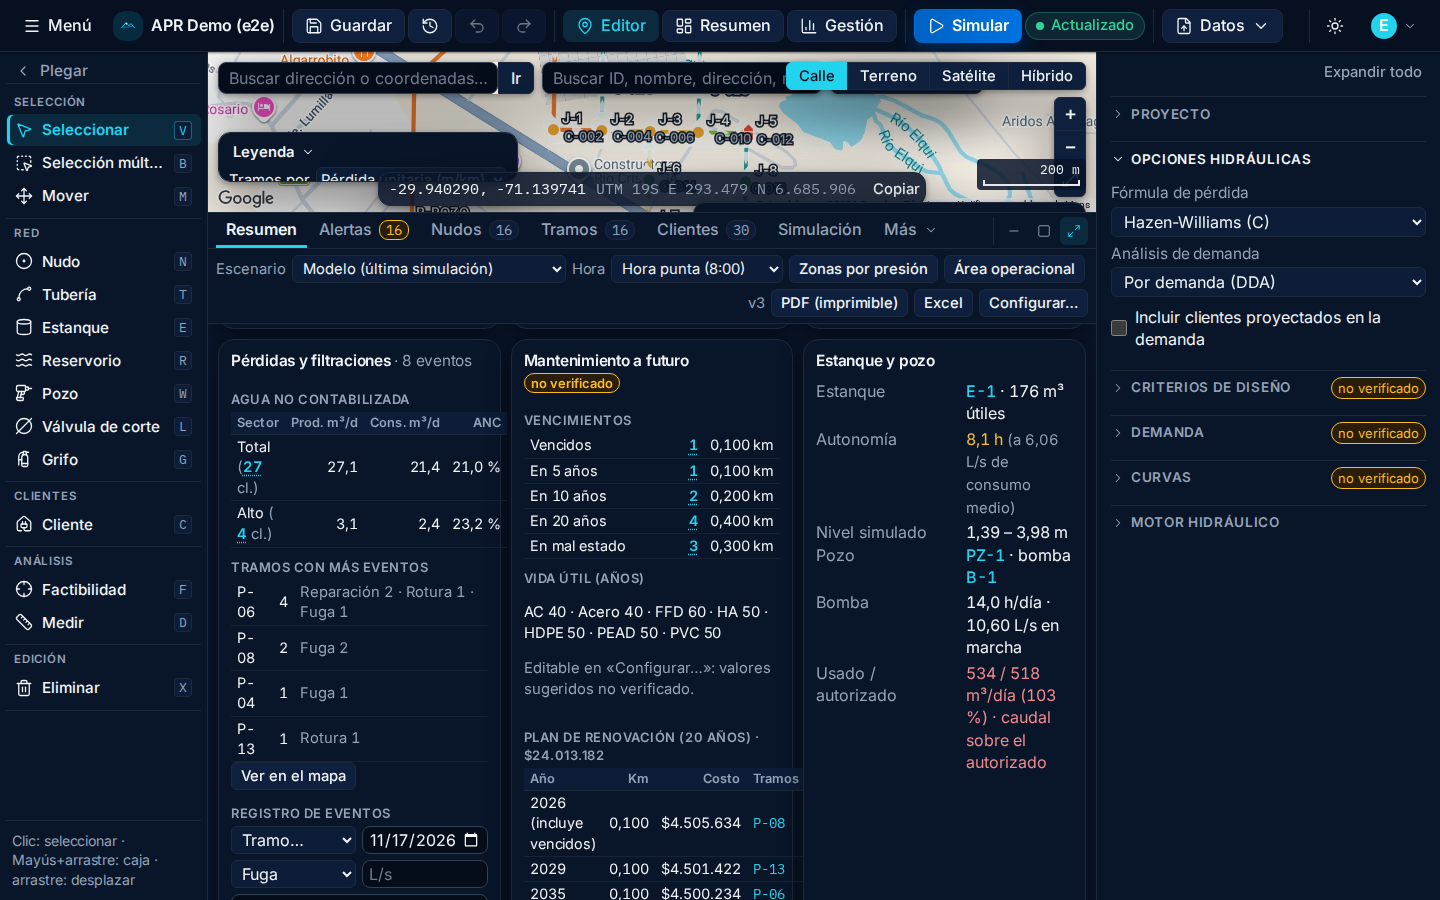 Menú
APR Demo (e2e)
Guardar
Editor
Resumen
Gestión
Simular
Actualizado
Datos
E
Plegar
SELECCIÓN
Seleccionar V
Selección múlt... B
Mover M
RED
Nudo N
Tubería T
Estanque E
Reservorio R
Pozo W
Válvula de corte L
Grifo G
CLIENTES
Cliente C
ANÁLISIS
Factibilidad F
Medir D
EDICIÓN
Eliminar X
Clic: seleccionar ·
Mayús+arrastre: caja ·
arrastre: desplazar
Algarrobito
Buscar dirección o coordenadas...
Ir
Buscar ID, nombre, dirección,
Calle
Terreno
Satélite
Híbrido
J-1
J-2
J-3
J-4
J-5
C-002
C-004
C-006
C-010
C-012
J-6
J-8
Río Elqui
Río Elqui
Aridos
+
−
200 m
Leyenda
Tramos por Pérdida unitaria (m/km)
-29.940290, -71.139741 UTM 19S E 293.479 N 6.685.906 Copiar
Google
Resumen
Alertas 16
Nudos 16
Tramos 16
Clientes 30
Simulación
Más
Escenario Modelo (última simulación) Hora Hora punta (8:00) Zonas por presión Área operacional
v3 PDF (imprimible) Excel Configurar...
Pérdidas y filtraciones · 8 eventos
AGUA NO CONTABILIZADA
Sector Prod. m³/d Cons. m³/d ANC
Total (27 cl.) 27,1 21,4 21,0 %
Alto (4 cl.) 3,1 2,4 23,2 %
TRAMOS CON MÁS EVENTOS
P-06 4 Reparación 2 · Rotura 1 · Fuga 1
P-08 2 Fuga 2
P-04 1 Fuga 1
P-13 1 Rotura 1
Ver en el mapa
REGISTRO DE EVENTOS
Tramo... 11/17/2026
Fuga L/s
Mantenimiento a futuro
no verificado
VENCIMIENTOS
Vencidos 1 0,100 km
En 5 años 1 0,100 km
En 10 años 2 0,200 km
En 20 años 4 0,400 km
En mal estado 3 0,300 km
VIDA ÚTIL (AÑOS)
AC 40 · Acero 40 · FFD 60 · HA 50 ·
HDPE 50 · PEAD 50 · PVC 50
Editable en «Configurar...»: valores
sugeridos no verificado.
PLAN DE RENOVACIÓN (20 AÑOS) ·
$24.013.182
Año Km Costo Tramos
2026 (incluye vencidos) 0,100 $4.505.634 P-08
2029 0,100 $4.501.422 P-13
2035 0,100 $4.500.234 P-06
Estanque y pozo
Estanque E-1 · 176 m³ útiles
Autonomía 8,1 h (a 6,06 L/s de consumo medio)
Nivel simulado 1,39 – 3,98 m
Pozo PZ-1 · bomba B-1
Bomba 14,0 h/día · 10,60 L/s en marcha
Usado / autorizado 534 / 518 m³/día (103 %) · caudal sobre el autorizado
Expandir todo
PROYECTO
OPCIONES HIDRÁULICAS
Fórmula de pérdida
Hazen-Williams (C)
Análisis de demanda
Por demanda (DDA)
Incluir clientes proyectados en la
demanda
CRITERIOS DE DISEÑO no verificado
DEMANDA no verificado
CURVAS no verificado
MOTOR HIDRÁULICO